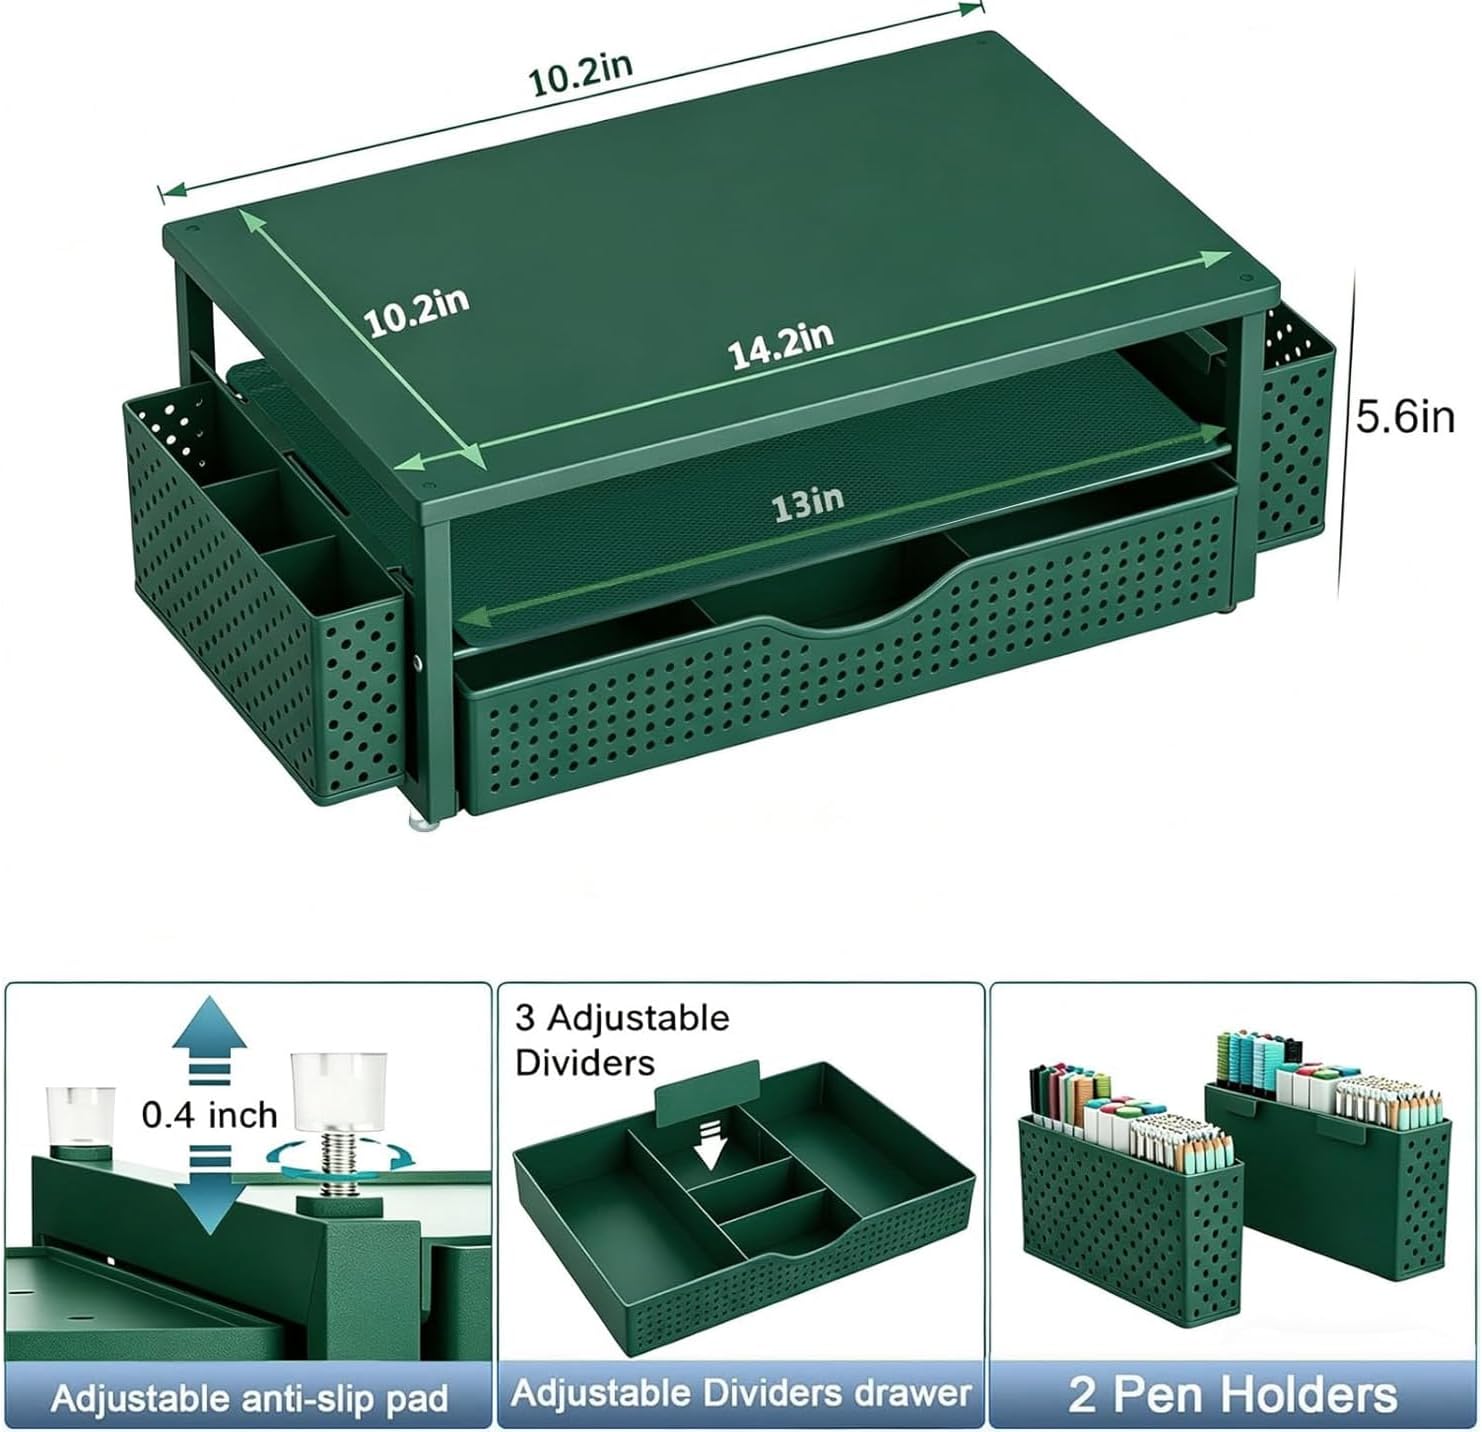 10.2in
10.2in
14.2in
13in
5.6in
0.4 inch
Adjustable anti-slip pad
3 Adjustable
Dividers
Adjustable Dividers drawer
2 Pen Holders